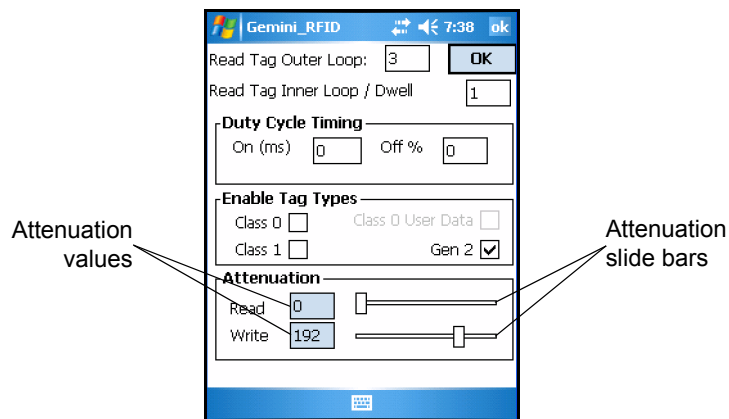 Gemini_RFID 7:38 ok
Read Tag Outer Loop: 3 OK
Read Tag Inner Loop / Dwell 1
Duty Cycle Timing
On (ms) 0 Off % 0
Enable Tag Types
Class 0 Class 0 User Data
Class 1 Gen 2
Attenuation
values
Attenuation
slide bars
Attenuation
Read 0
Write 192